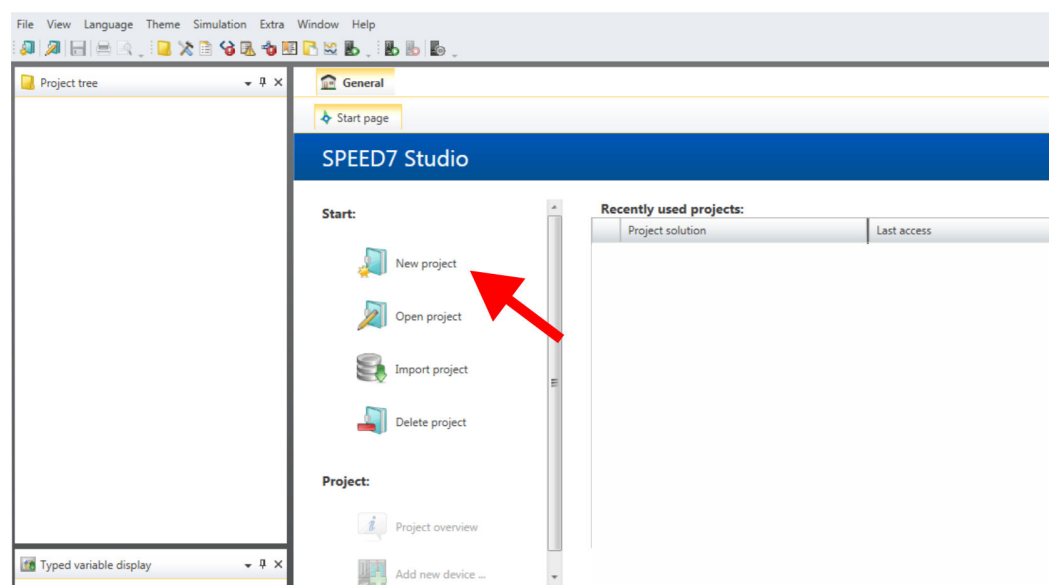 File View Language Theme Simulation Extra Window Help
Project tree
General
Start page
SPEED7 Studio
Start:
Recently used projects:
Project solution Last access
New project
Open project
Import project
Delete project
Project:
Project overview
Add new device ...
Typed variable display